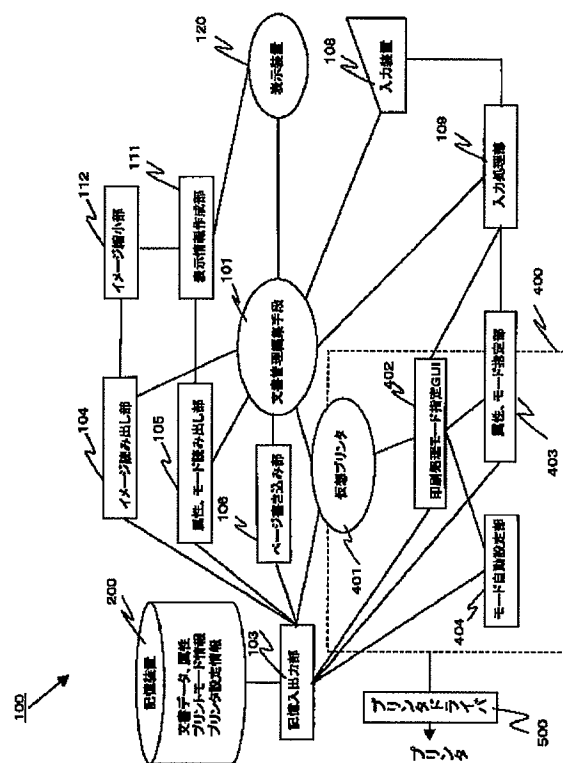 100
200
記憶装置
文書データ、属性
プリントモード情報
プリンタ設定情報
103
記憶入出力部
104
イメージ読み出し部
105
属性、モード読み出し部
106
ページ書き込み部
112
イメージ縮小部
111
表示情報作成部
101
文書管理編集手段
120
表示装置
108
入力装置
109
入力処理部
400
401
仮想プリンタ
402
印刷処理モード指定GUI
403
属性、モード指定部
404
モード自動設定部
500
プリンタドライバ
プリンタ